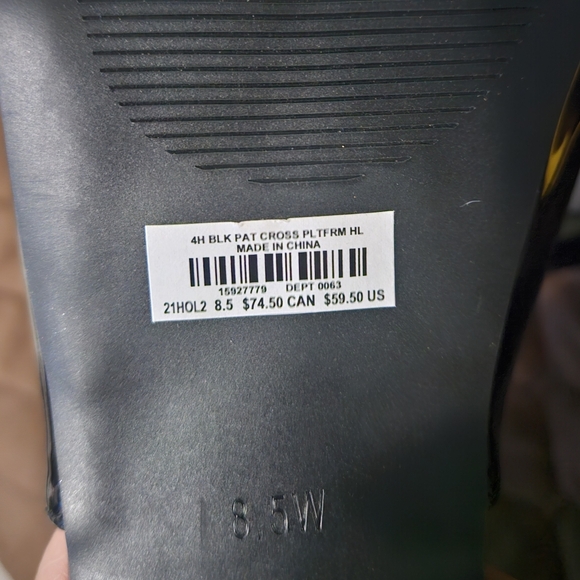 4H BLK PAT CROSS PLTFRM HL
MADE IN CHINA
15927779 DEPT 0063
21HOL2 8.5 $74.50 CAN $59.50 US
8.5W